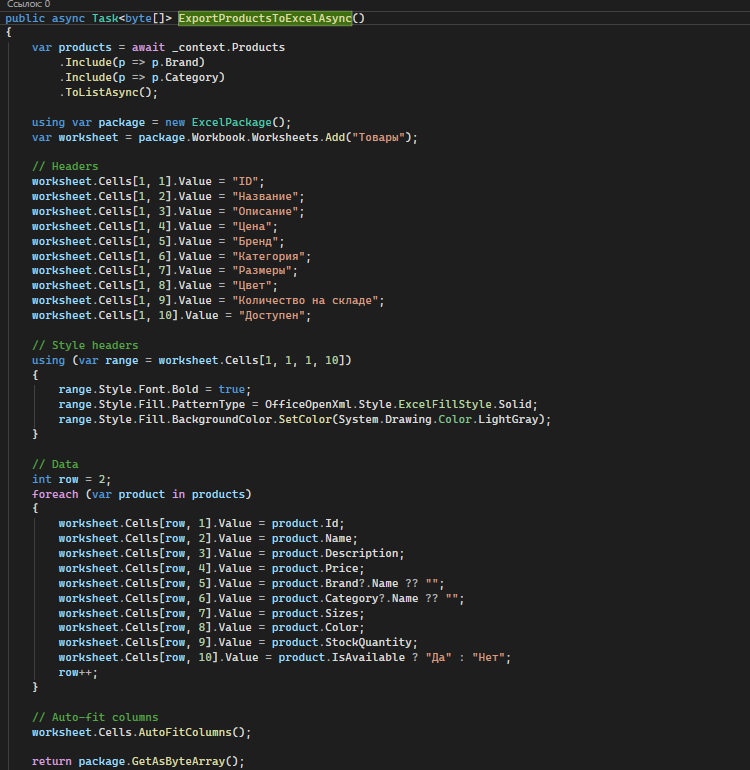 Ссылок: 0
public async Task<byte[]> ExportProductsToExcelAsync()
{
var products = await _context.Products
.Include(p => p.Brand)
.Include(p => p.Category)
.ToListAsync();
using var package = new ExcelPackage();
var worksheet = package.Workbook.Worksheets.Add("Товары");
// Headers
worksheet.Cells[1, 1].Value = "ID";
worksheet.Cells[1, 2].Value = "Название";
worksheet.Cells[1, 3].Value = "Описание";
worksheet.Cells[1, 4].Value = "Цена";
worksheet.Cells[1, 5].Value = "Бренд";
worksheet.Cells[1, 6].Value = "Категория";
worksheet.Cells[1, 7].Value = "Размеры";
worksheet.Cells[1, 8].Value = "Цвет";
worksheet.Cells[1, 9].Value = "Количество на складе";
worksheet.Cells[1, 10].Value = "Доступен";
// Style headers
using (var range = worksheet.Cells[1, 1, 1, 10])
{
range.Style.Font.Bold = true;
range.Style.Fill.PatternType = OfficeOpenXml.Style.ExcelFillStyle.Solid;
range.Style.Fill.BackgroundColor.SetColor(System.Drawing.Color.LightGray);
}
// Data
int row = 2;
foreach (var product in products)
{
worksheet.Cells[row, 1].Value = product.Id;
worksheet.Cells[row, 2].Value = product.Name;
worksheet.Cells[row, 3].Value = product.Description;
worksheet.Cells[row, 4].Value = product.Price;
worksheet.Cells[row, 5].Value = product.Brand?.Name ?? "";
worksheet.Cells[row, 6].Value = product.Category?.Name ?? "";
worksheet.Cells[row, 7].Value = product.Sizes;
worksheet.Cells[row, 8].Value = product.Color;
worksheet.Cells[row, 9].Value = product.StockQuantity;
worksheet.Cells[row, 10].Value = product.IsAvailable ? "Да" : "Нет";
row++;
}
// Auto-fit columns
worksheet.Cells.AutoFitColumns();
return package.GetAsByteArray();